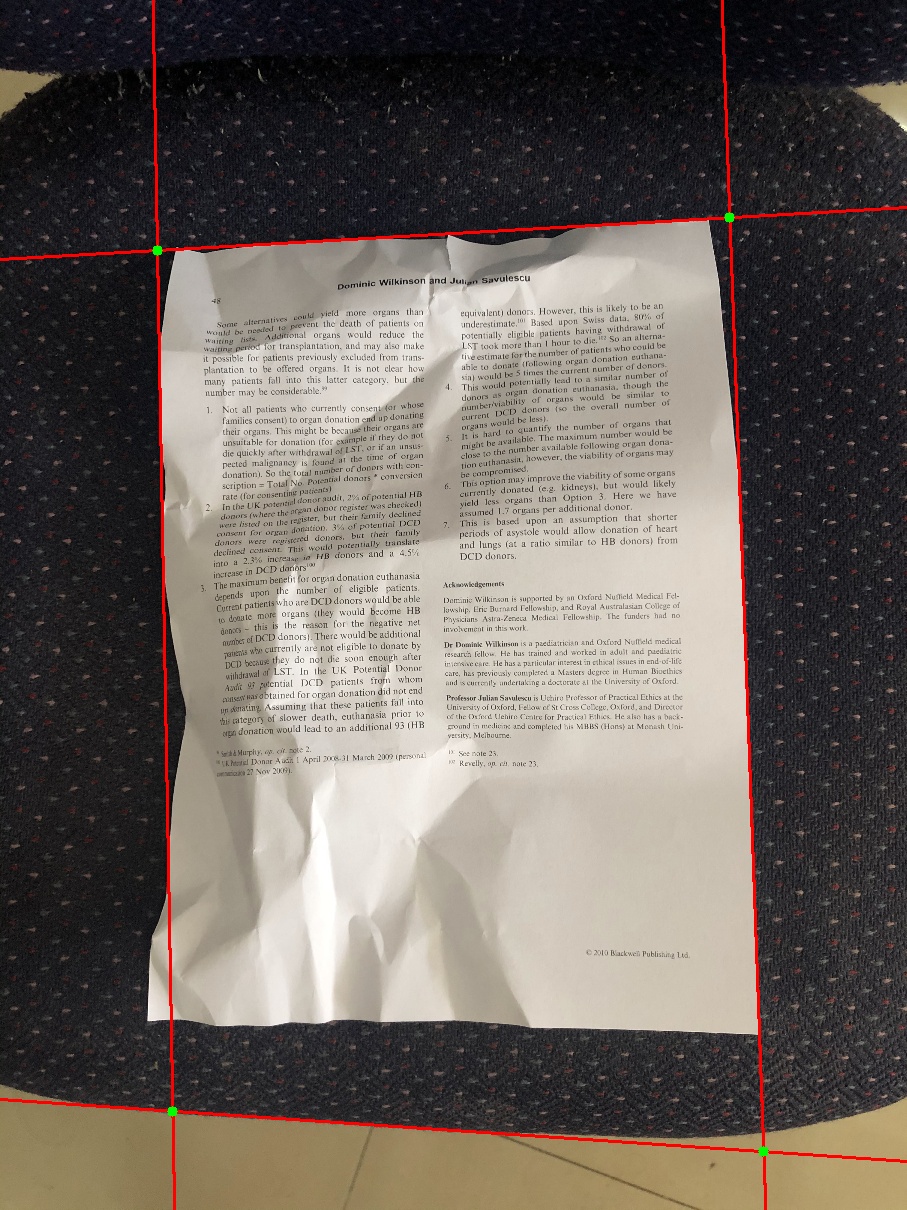 Dominic Wilkinson and Julian Savulescu
48
Some alternatives could yield more organs than
would be needed to prevent the death of patients on
waiting lists. Additional organs would reduce the
waiting period for transplantation, and may also make
it possible for patients previously excluded from trans-
plantation to be offered organs. It is not clear how
many patients fall into this latter category, but the
number may be considerable.99
1. Not all patients who currently consent (or whose
families consent) to organ donation end up donating
their organs. This might be because their organs are
unsuitable for donation (for example if they do not
die quickly after withdrawal of LST, or if an unsus-
pected malignancy is found at the time of organ
donation). So the total number of donors with con-
scription = Total No. Potential donors * conversion
rate (for consenting patients)
2. In the UK potential donor audit, 2% of potential HB
donors (where the organ donor register was checked)
were listed on the register, but their family declined
consent for organ donation. 3% of potential DCD
donors were registered donors, but their family
declined consent. This would potentially translate
into a 2.3% increase in HB donors and a 4.5%
increase in DCD donors100
3. The maximum benefit for organ donation euthanasia
depends upon the number of eligible patients.
Current patients who are DCD donors would be able
to donate more organs (they would become HB
donors – this is the reason for the negative net
number of DCD donors). There would be additional
patients who currently are not eligible to donate by
DCD because they do not die soon enough after
withdrawal of LST. In the UK Potential Donor
Audit 93 potential DCD patients from whom
consent was obtained for organ donation did not end
up donating. Assuming that these patients fall into
this category of slower death, euthanasia prior to
organ donation would lead to an additional 93 (HB
99 Smith & Murphy, op. cit. note 2.
100 UK Potential Donor Audit 1 April 2008-31 March 2009 (personal
communication 27 Nov 2009).
equivalent) donors. However, this is likely to be an
underestimate.101 Based upon Swiss data, 80% of
potentially eligible patients having withdrawal of
LST took more than 1 hour to die.102 So an alterna-
tive estimate for the number of patients who could be
able to donate (following organ donation euthana-
sia) would be 5 times the current number of donors.
4. This would potentially lead to a similar number of
donors as organ donation euthanasia, though the
number/viability of organs would be similar to
current DCD donors (so the overall number of
organs would be less).
5. It is hard to quantify the number of organs that
might be available. The maximum number would be
close to the number available following organ dona-
tion euthanasia, however, the viability of organs may
be compromised.
6. This option may improve the viability of some organs
currently donated (e.g. kidneys), but would likely
yield less organs than Option 3. Here we have
assumed 1.7 organs per additional donor.
7. This is based upon an assumption that shorter
periods of asystole would allow donation of heart
and lungs (at a ratio similar to HB donors) from
DCD donors.
Acknowledgements
Dominic Wilkinson is supported by an Oxford Nuffield Medical Fel-
lowship, Eric Burnard Fellowship, and Royal Australasian College of
Physicians Astra-Zeneca Medical Fellowship. The funders had no
involvement in this work.
Dr Dominic Wilkinson is a paediatrician and Oxford Nuffield medical
research fellow. He has trained and worked in adult and paediatric
intensive care. He has a particular interest in ethical issues in end-of-life
care, has previously completed a Masters degree in Human Bioethics
and is currently undertaking a doctorate at the University of Oxford.
Professor Julian Savulescu is Uehiro Professor of Practical Ethics at the
University of Oxford, Fellow of St Cross College, Oxford, and Director
of the Oxford Uehiro Centre for Practical Ethics. He also has a back-
ground in medicine and completed his MBBS (Hons) at Monash Uni-
versity, Melbourne.
101 See note 23.
102 Revelly, op. cit. note 23.
© 2010 Blackwell Publishing Ltd.